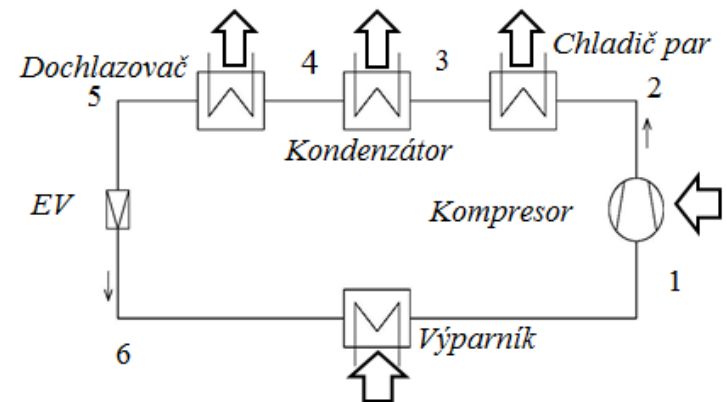 Dochlazovač
4
3
Chladič par
5
2
Kondenzátor
EV
Kompresor
1
6
Výparník